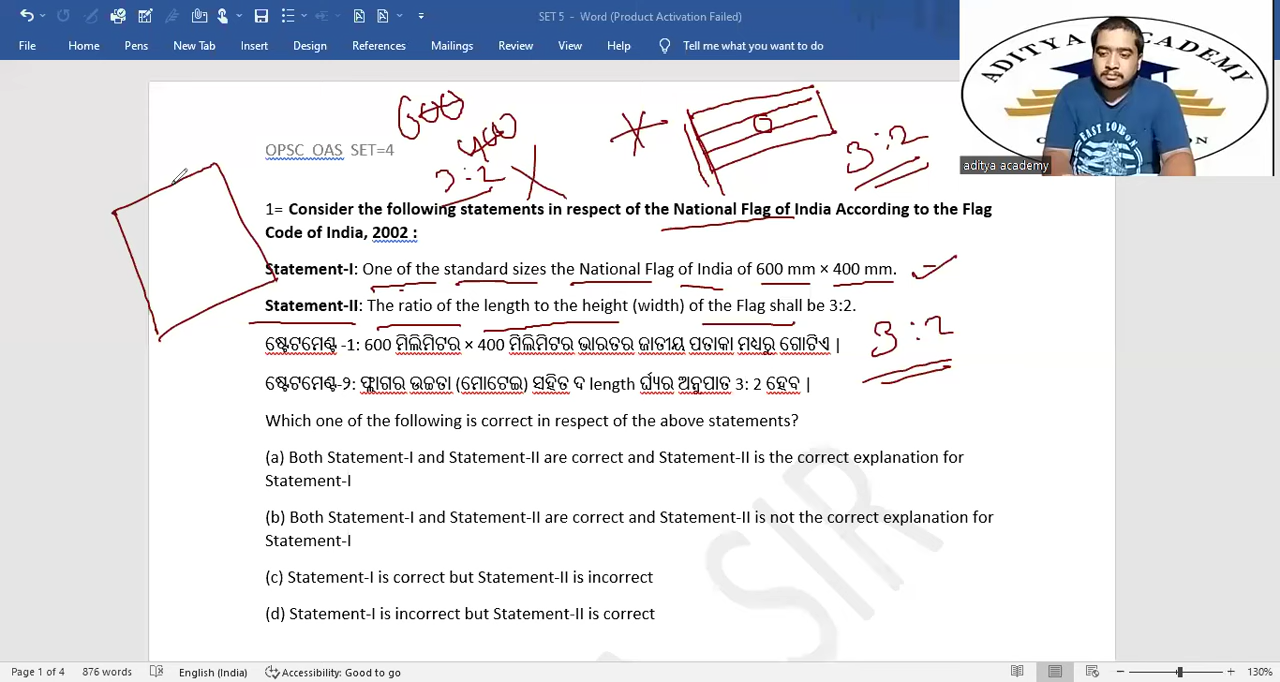 SET 5 - Word (Product Activation Failed)
File Home Pens New Tab Insert Draw Design References Mailings Review View Help Tell me what you want to do
ADITYA ACADEMY
EAST LONDON
aditya academy
600
400
3:2
3:2
OPSC OAS SET=4
1= Consider the following statements in respect of the National Flag of India According to the Flag
Code of India, 2002 :
Statement-I: One of the standard sizes the National Flag of India of 600 mm × 400 mm.
Statement-II: The ratio of the length to the height (width) of the Flag shall be 3:2.
3:2
ଷ୍ଟେଟମେଣ୍ଟ -1: 600 ମିଲିମିଟର × 400 ମିଲିମିଟର ଭାରତର ଜାତୀୟ ପତାକା ମଧ୍ୟରୁ ଗୋଟିଏ |
ଷ୍ଟେଟମେଣ୍ଟ-୨: ଫ୍ଲାଗର ଉଚ୍ଚତା (ମୋଟେଇ) ସହିତ ଦ length ର୍ଘ୍ୟର ଅନୁପାତ 3: 2 ହେବ |
Which one of the following is correct in respect of the above statements?
(a) Both Statement-I and Statement-II are correct and Statement-II is the correct explanation for
Statement-I
(b) Both Statement-I and Statement-II are correct and Statement-II is not the correct explanation for
Statement-I
(c) Statement-I is correct but Statement-II is incorrect
(d) Statement-I is incorrect but Statement-II is correct
SIR
Page 1 of 4 876 words English (India) Accessibility: Good to go 130%